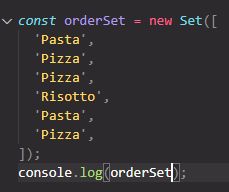 const orderSet = new Set([
  'Pasta',
  'Pizza',
  'Pizza',
  'Risotto',
  'Pasta',
  'Pizza',
]);
console.log(orderSet);